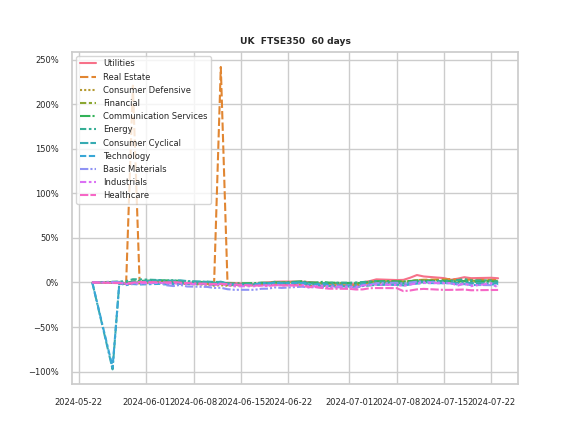 UK FTSE350 60 days
250%
200%
150%
100%
50%
0%
−50%
−100%
Utilities
Real Estate
Consumer Defensive
Financial
Communication Services
Energy
Consumer Cyclical
Technology
Basic Materials
Industrials
Healthcare
2024-05-22 2024-06-01 2024-06-08 2024-06-15 2024-06-22 2024-07-01 2024-07-08 2024-07-15 2024-07-22